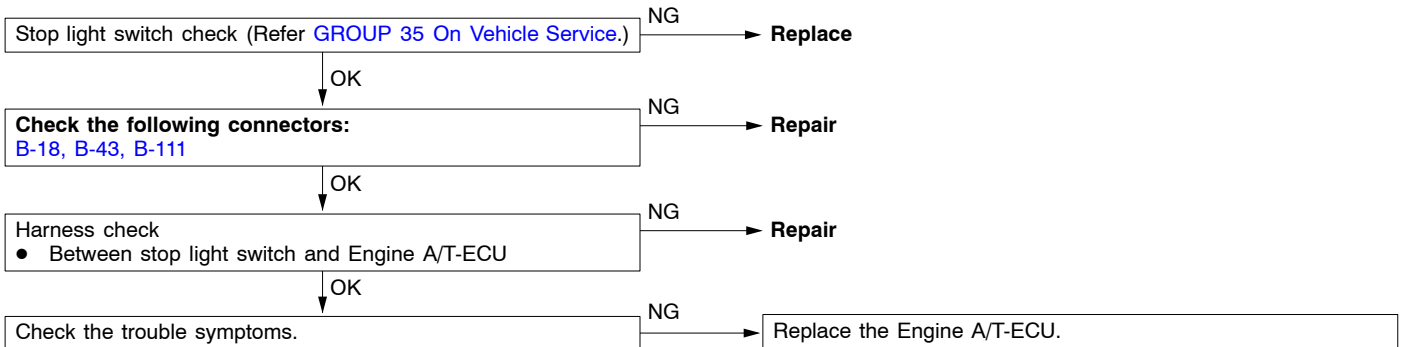 NG
Stop light switch check (Refer GROUP 35 On Vehicle Service.)
Replace
OK
NG
Check the following connectors:
B-18, B-43, B-111
Repair
OK
NG
Harness check
● Between stop light switch and Engine A/T-ECU
Repair
OK
NG
Check the trouble symptoms.
Replace the Engine A/T-ECU.